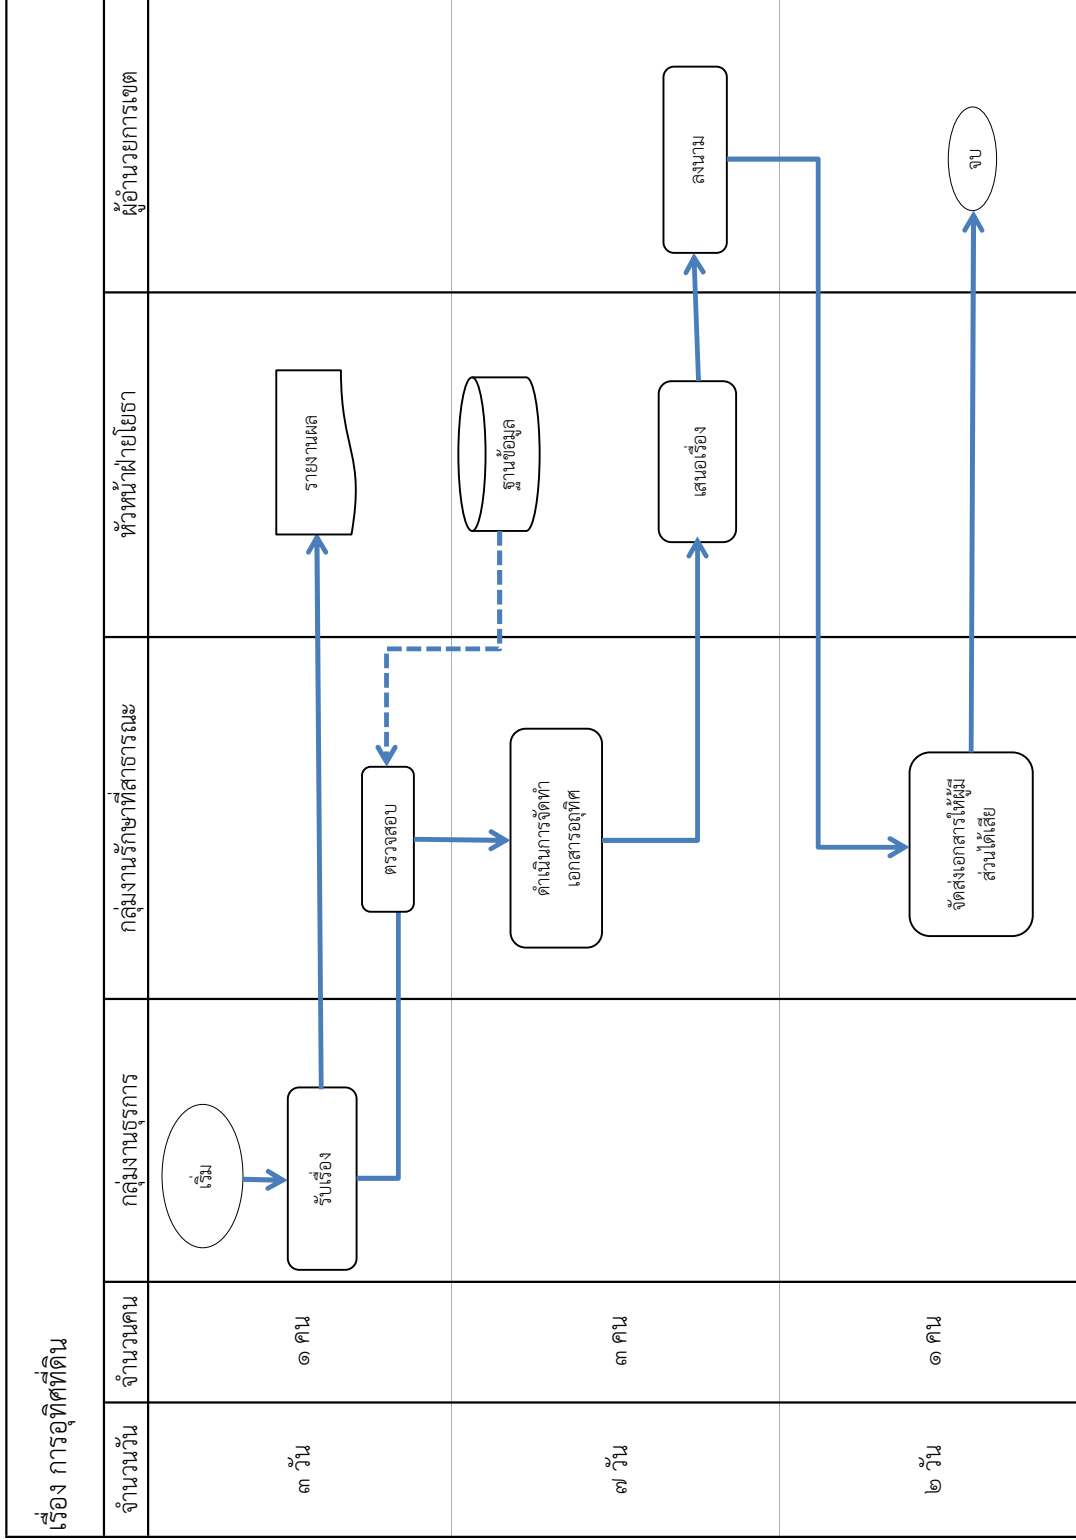 เรื่อง การอุทิศที่ดิน
จำนวนวัน
จำนวนคน
กลุ่มงานธุรการ
กลุ่มงานรักษาที่สาธารณะ
หัวหน้าฝ่ายโยธา
ผู้อำนวยการเขต
๓ วัน
๑ คน
เริ่ม
รับเรื่อง
รายงานผล
ตรวจสอบ
๗ วัน
๓ คน
ฐานข้อมูล
ดำเนินการจัดทำ
เอกสารอถุทิศ
เสนอเรื่อง
ลงนาม
๒ วัน
๑ คน
จัดส่งเอกสารให้ผู้มี
ส่วนได้เสีย
จบ